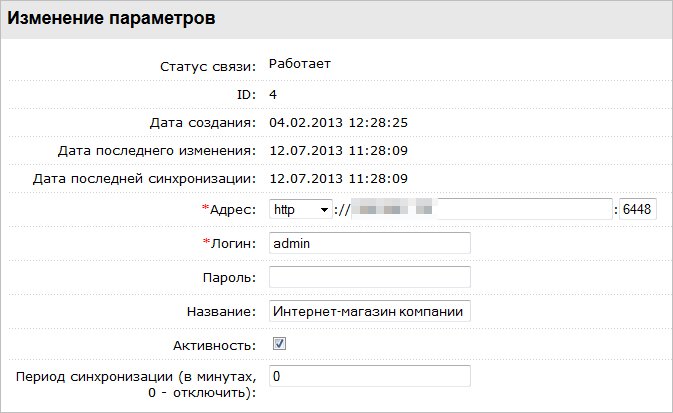 Изменение параметров
Статус связи: Работает
ID: 4
Дата создания: 04.02.2013 12:28:25
Дата последнего изменения: 12.07.2013 11:28:09
Дата последней синхронизации: 12.07.2013 11:28:09
*Адрес: http :// : 6448
*Логин: admin
Пароль:
Название: Интернет-магазин компании
Активность:
Период синхронизации (в минутах, 0
0 - отключить):